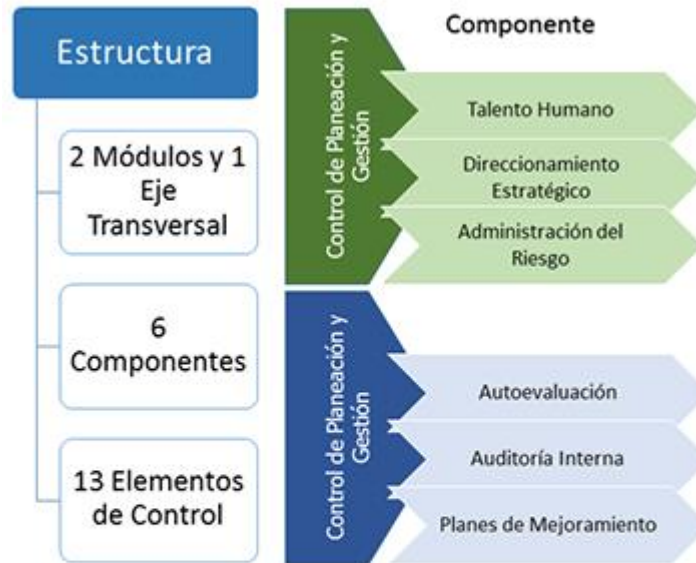 Estructura
2 Módulos y 1
Eje
Transversal
6
Componentes
13 Elementos
de Control
Componente
Control de Planeación y
Gestión
Talento Humano
Direccionamiento
Estratégico
Administración del
Riesgo
Control de Planeación y
Gestión
Autoevaluación
Auditoría Interna
Planes de Mejoramiento